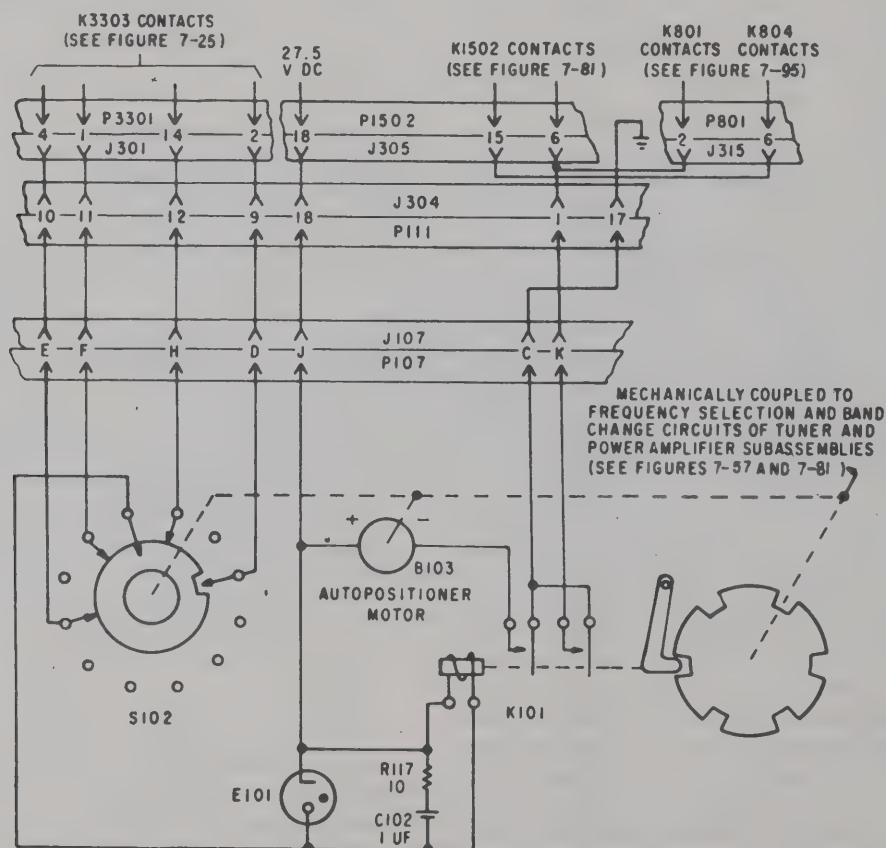 K3303 CONTACTS
(SEE FIGURE 7-25)
27.5
V DC
K1502 CONTACTS
(SEE FIGURE 7-81)
K801
CONTACTS
K804
CONTACTS
(SEE FIGURE 7-95)
4 1 P3301 14 2
J301
18 P1502 15 6
J305
2 P801 6
J315
10 11 12 9 18 J304 1 17
P111
E F H D J J107 C K
P107
MECHANICALLY COUPLED TO
FREQUENCY SELECTION AND BAND
CHANGE CIRCUITS OF TUNER AND
POWER AMPLIFIER SUBASSEMBLIES
(SEE FIGURES 7-57 AND 7-81)
+ -
B103
AUTOPOSITIONER
MOTOR
S102
K101
E101
R117
10
C102
1 UF